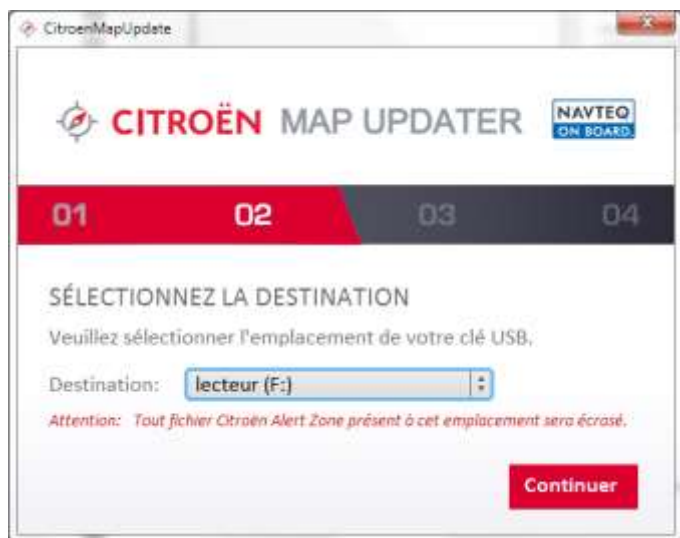 CitroenMapUpdate
CITROËN MAP UPDATER
NAVTEQ
ON BOARD.
01 02 03 04
SÉLECTIONNEZ LA DESTINATION
Veuillez sélectionner l'emplacement de votre clé USB.
Destination: lecteur (F:)
Attention: Tout fichier Citroën Alert Zone présent à cet emplacement sera écrasé.
Continuer